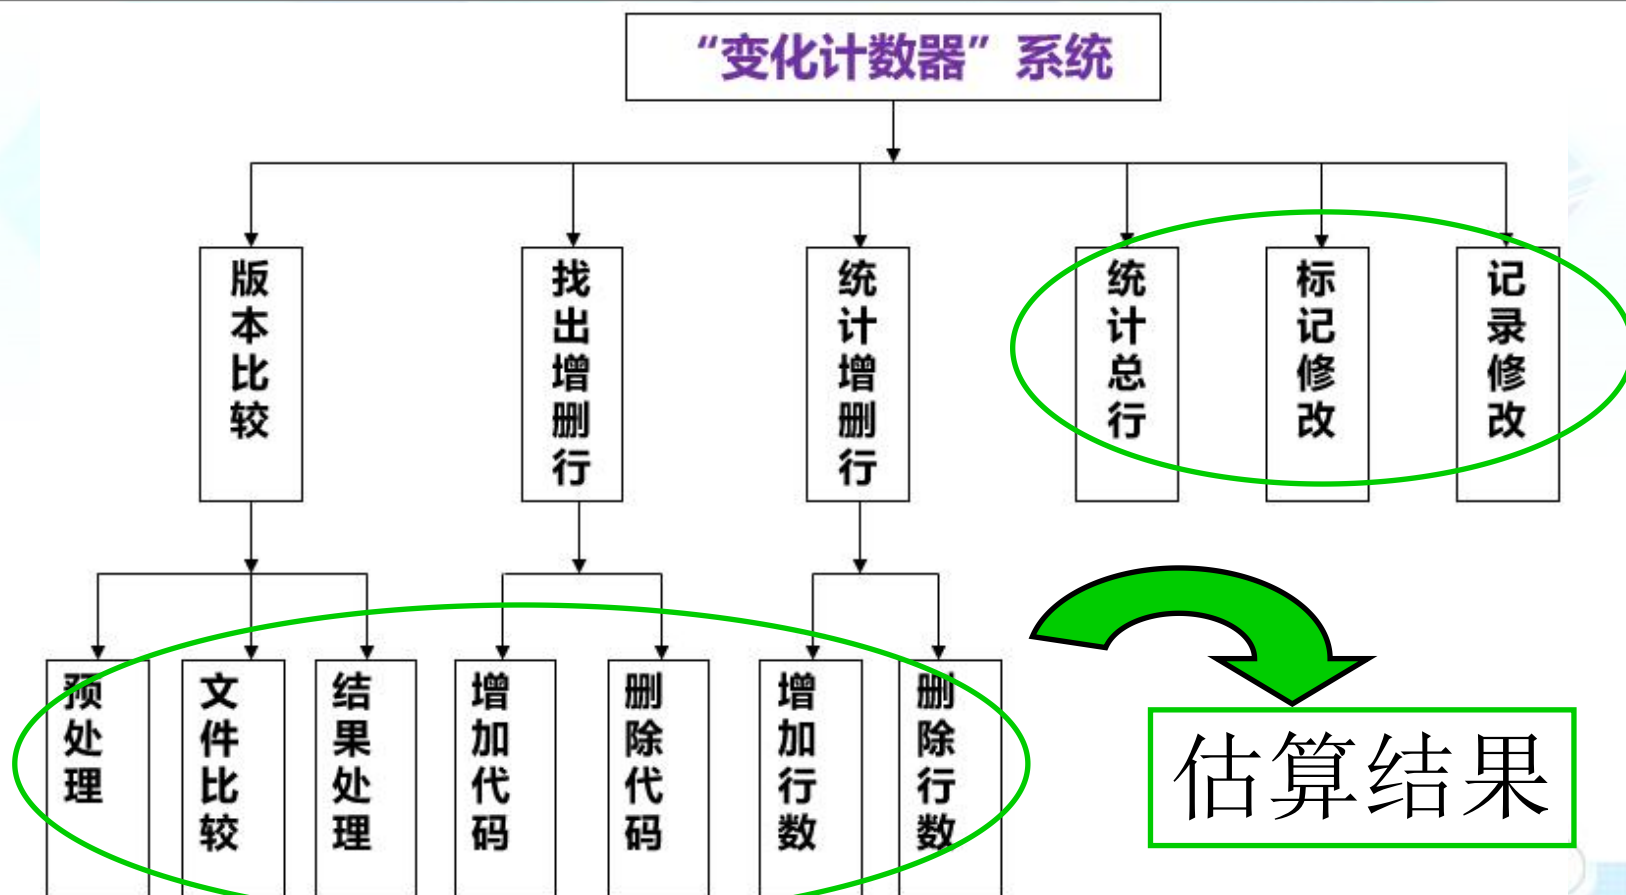 “变化计数器”系统
版本比较
找出增删行
统计增删行
统计总行
标记修改
记录修改
预处理
文件比较
结果处理
增加代码
删除代码
增加行数
删除行数
估算结果